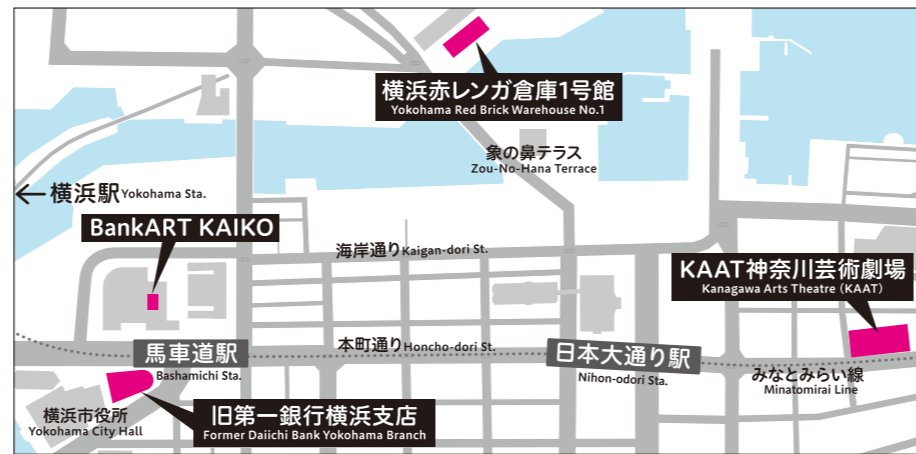 横浜赤レンガ倉庫1号館
Yokohama Red Brick Warehouse No.1
象の鼻テラス
Zou-No-Hana Terrace
←横浜駅 Yokohama Sta.
BankART KAIKO
海岸通り Kaigan-dori St.
KAAT神奈川芸術劇場
Kanagawa Arts Theatre (KAAT)
馬車道駅
Bashamichi Sta.
本町通り Honcho-dori St.
日本大通り駅
Nihon-odori Sta.
みなとみらい線
Minatomirai Line
横浜市役所
Yokohama City Hall
旧第一銀行横浜支店
Former Daiichi Bank Yokohama Branch